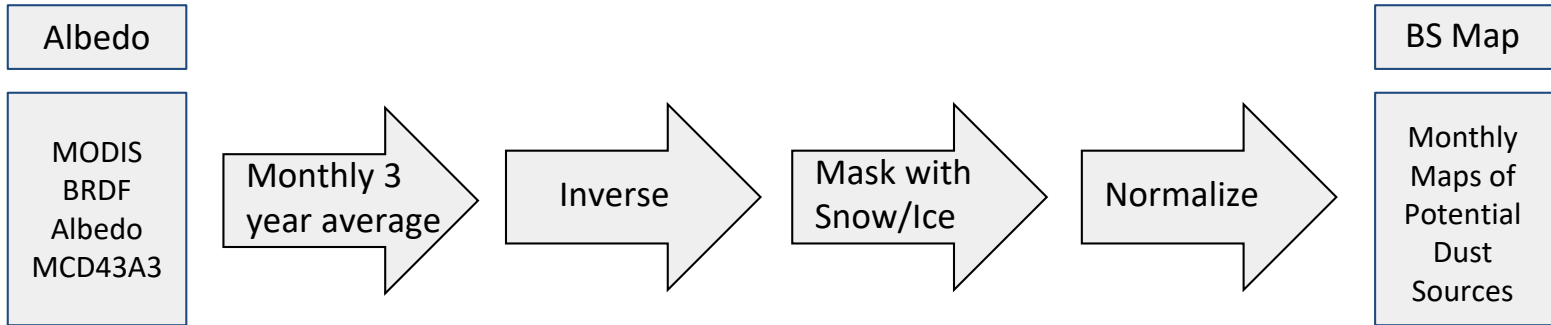 Albedo
BS Map
MODIS
BRDF
Albedo
MCD43A3
Monthly 3
year average
Inverse
Mask with
Snow/Ice
Normalize
Monthly
Maps of
Potential
Dust
Sources